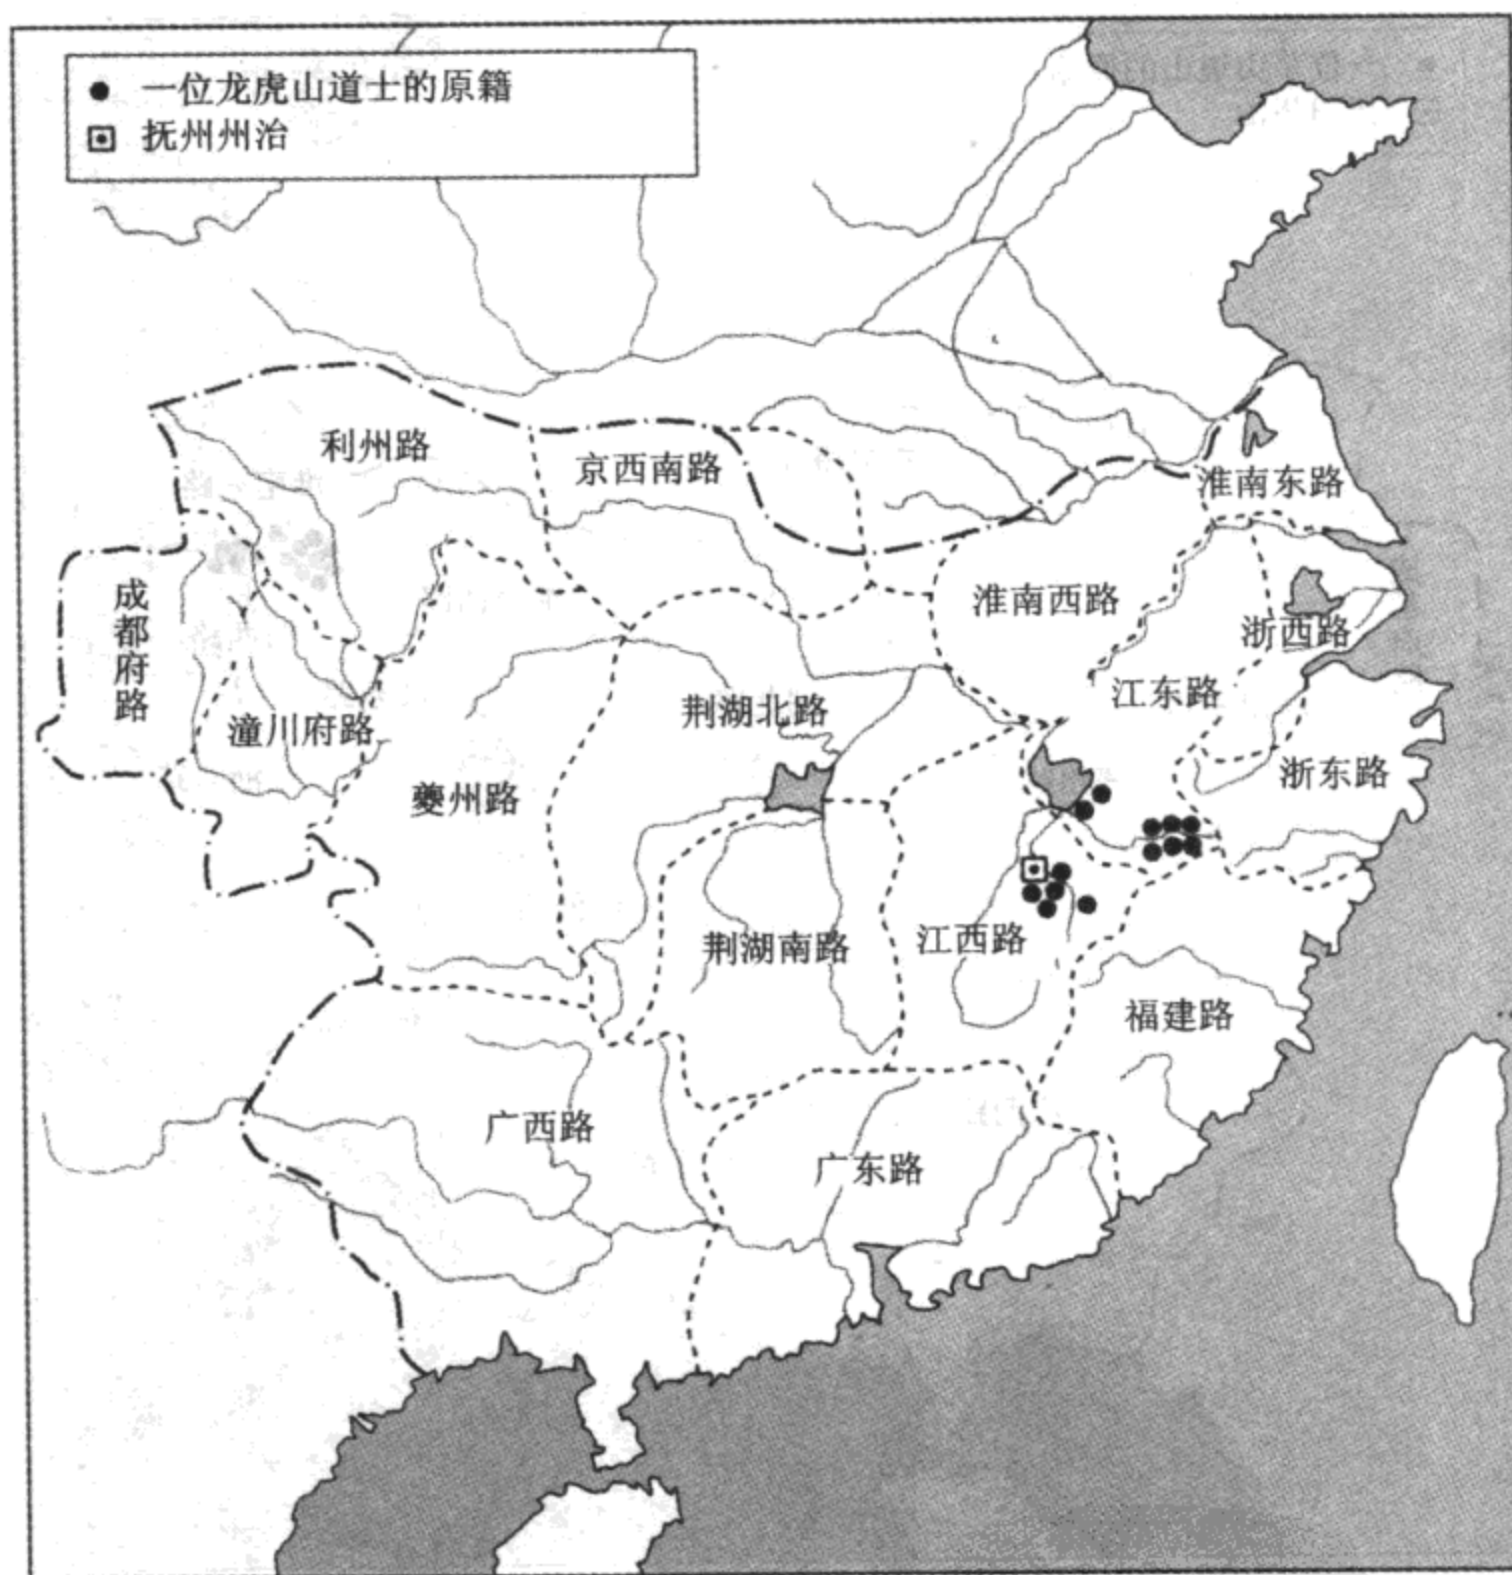 一位龙虎山道士的原籍
抚州州治
利州路
京西南路
淮南东路
成都府路
淮南西路
浙西路
江东路
潼川府路
荆湖北路
夔州路
浙东路
荆湖南路
江西路
福建路
广西路
广东路